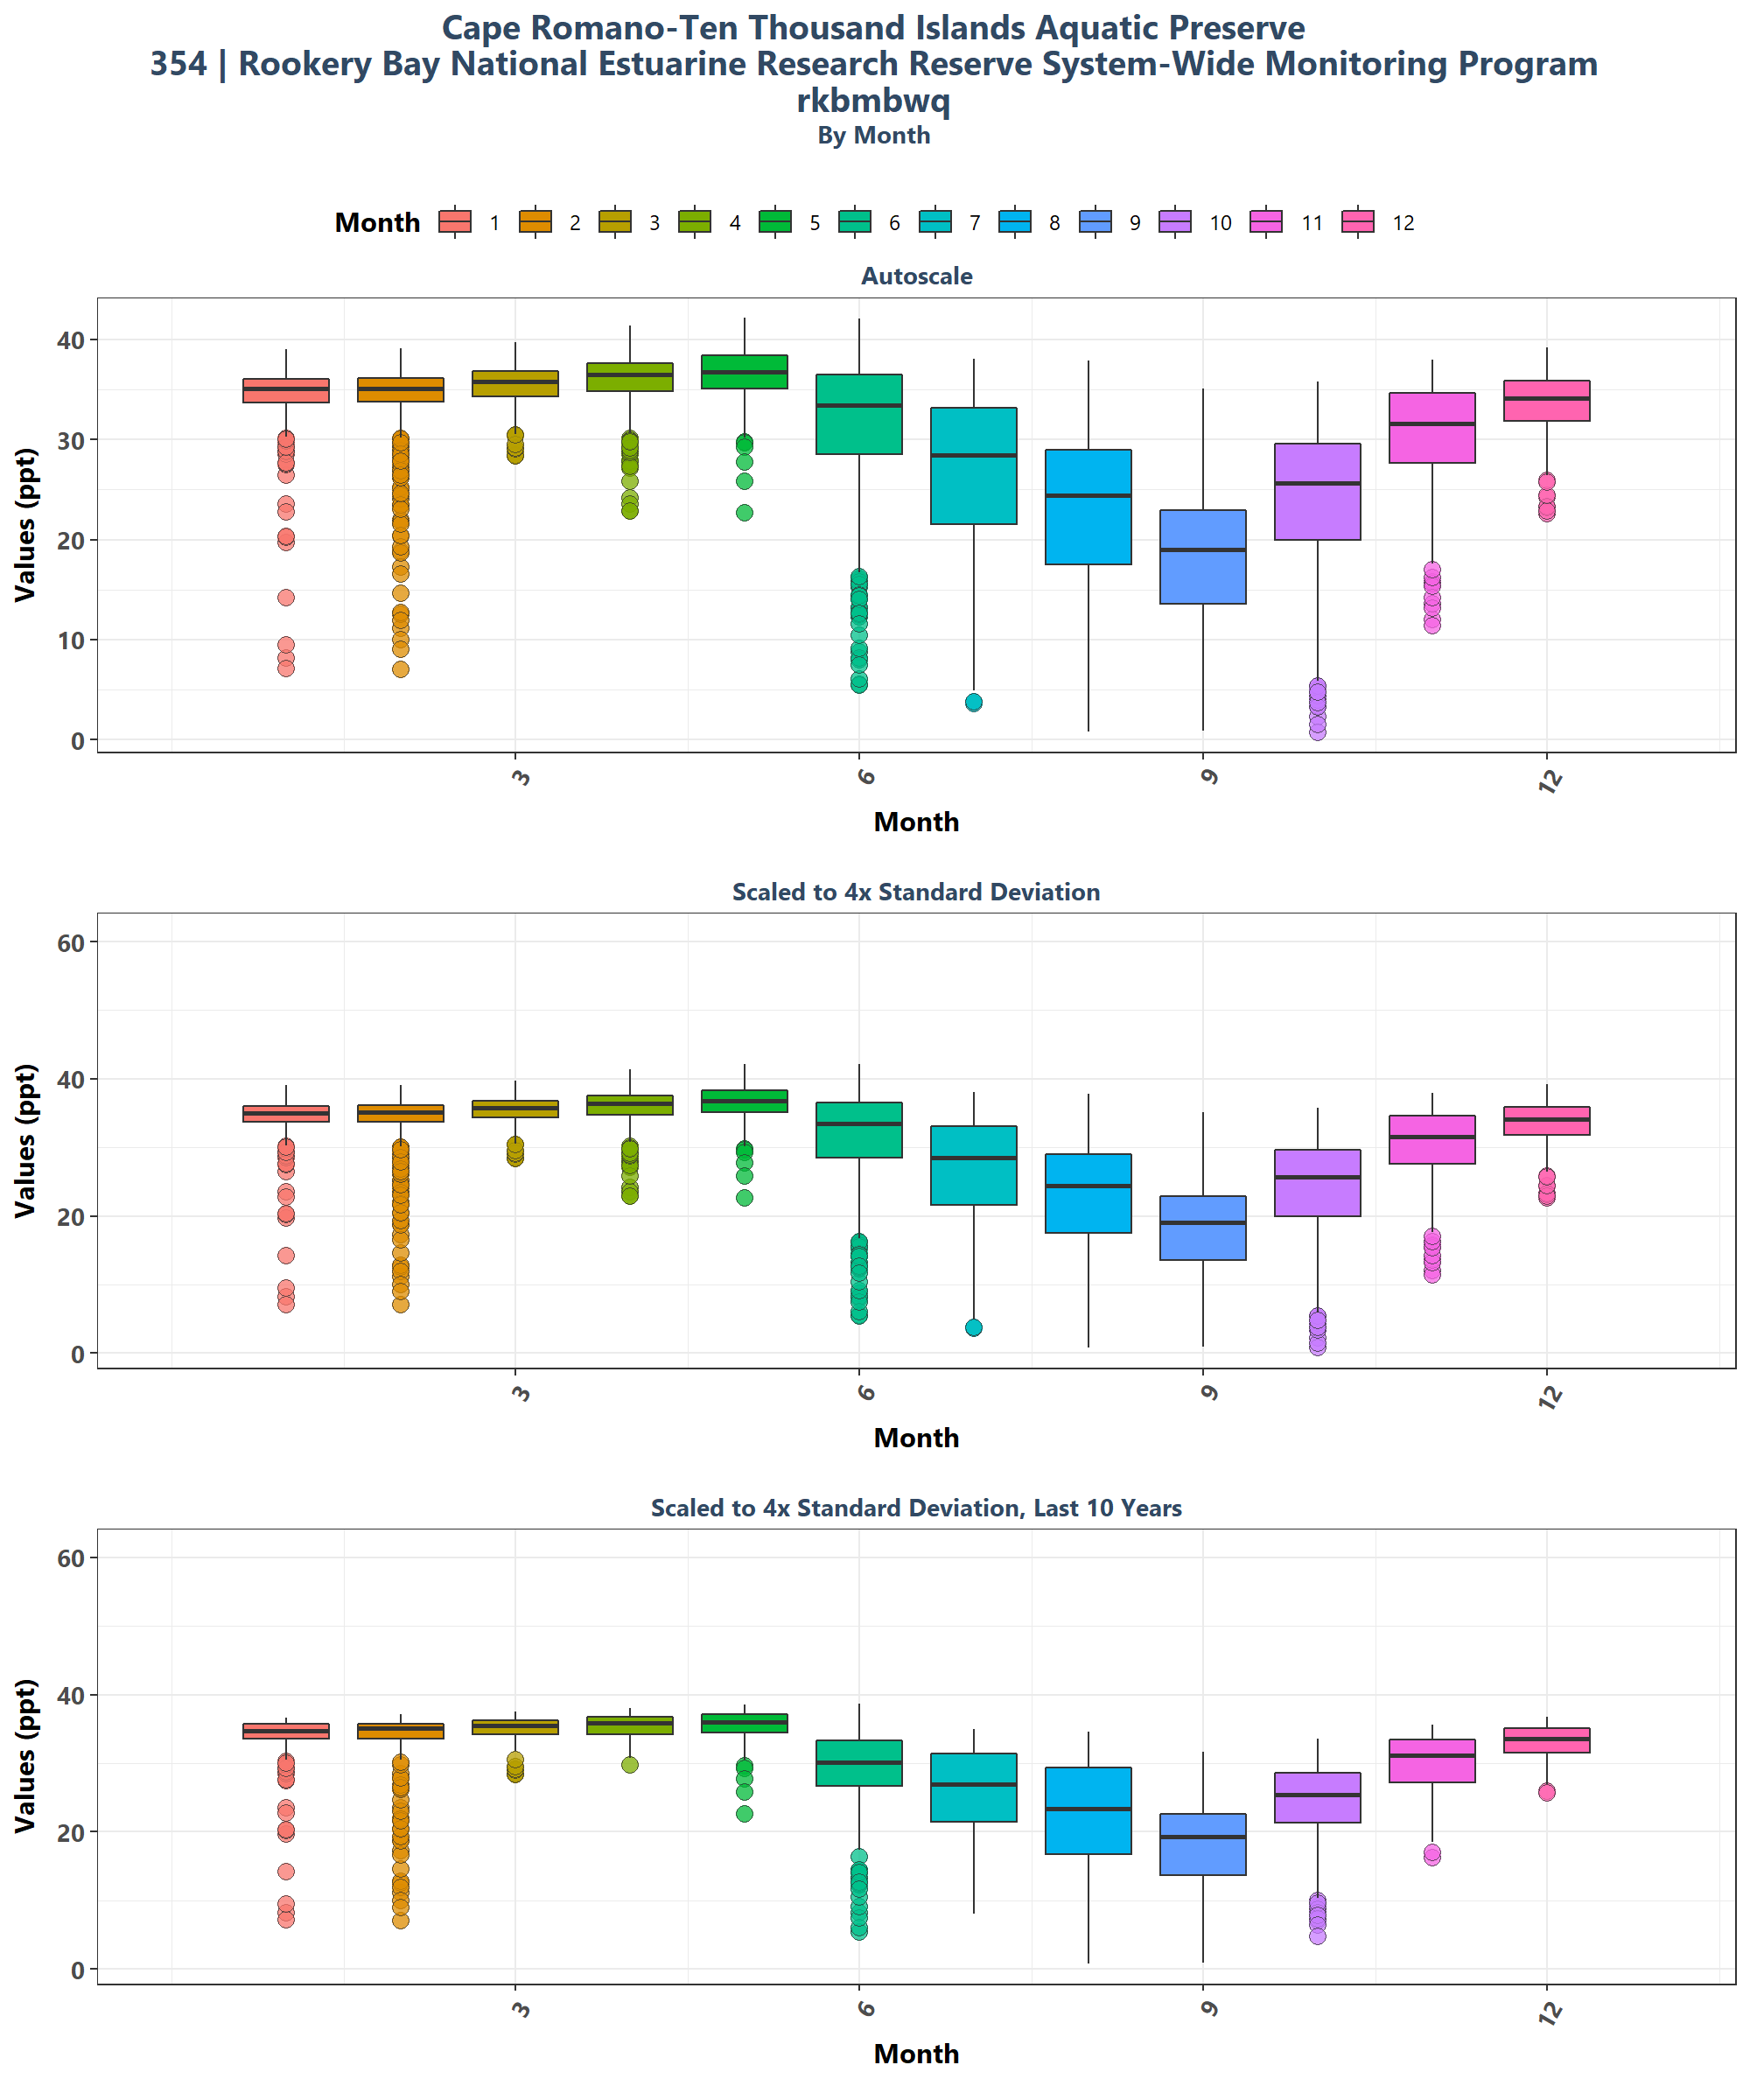 Cape Romano-Ten Thousand Islands Aquatic Preserve
354 | Rookery Bay National Estuarine Research Reserve System-Wide Monitoring Program
rkbmbwq
By Month
Month 1 2 3 4 5 6 7 8 9 10 11 12
Autoscale
Values (ppt)
40
30
20
10
0
3 6 9 12
Month
Scaled to 4x Standard Deviation
Values (ppt)
60
40
20
0
3 6 9 12
Month
Scaled to 4x Standard Deviation, Last 10 Years
Values (ppt)
60
40
20
0
3 6 9 12
Month